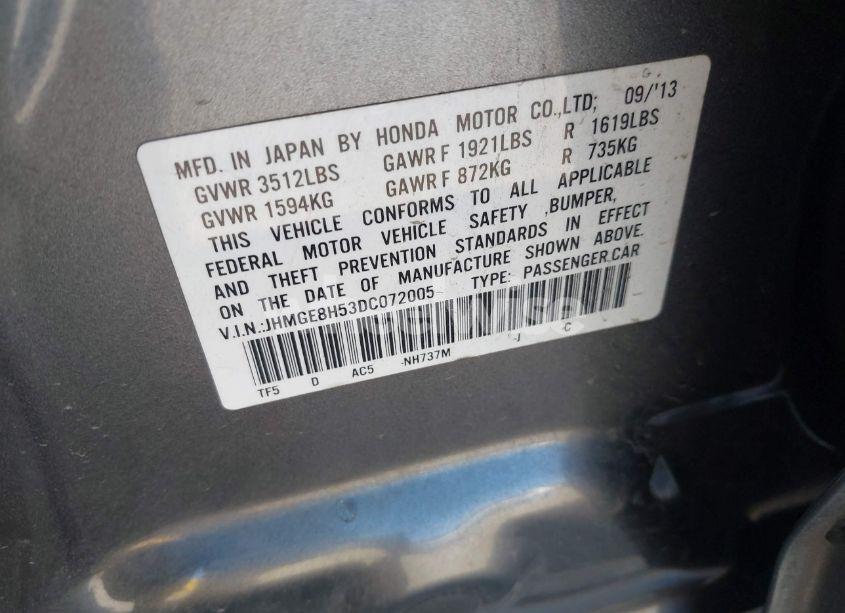 MFD. IN JAPAN BY HONDA MOTOR CO.,LTD; 09/'13
GVWR 3512LBS GAWR F 1921LBS R 1619LBS
GVWR 1594KG GAWR F 872KG R 735KG
THIS VEHICLE CONFORMS TO ALL APPLICABLE
FEDERAL MOTOR VEHICLE SAFETY ,BUMPER,
AND THEFT PREVENTION STANDARDS IN EFFECT
ON THE DATE OF MANUFACTURE SHOWN ABOVE.
V.I.N.:JHMGE8H53DC072005 TYPE: PASSENGER CAR
TF5 D AC5 -NH737M -J -C